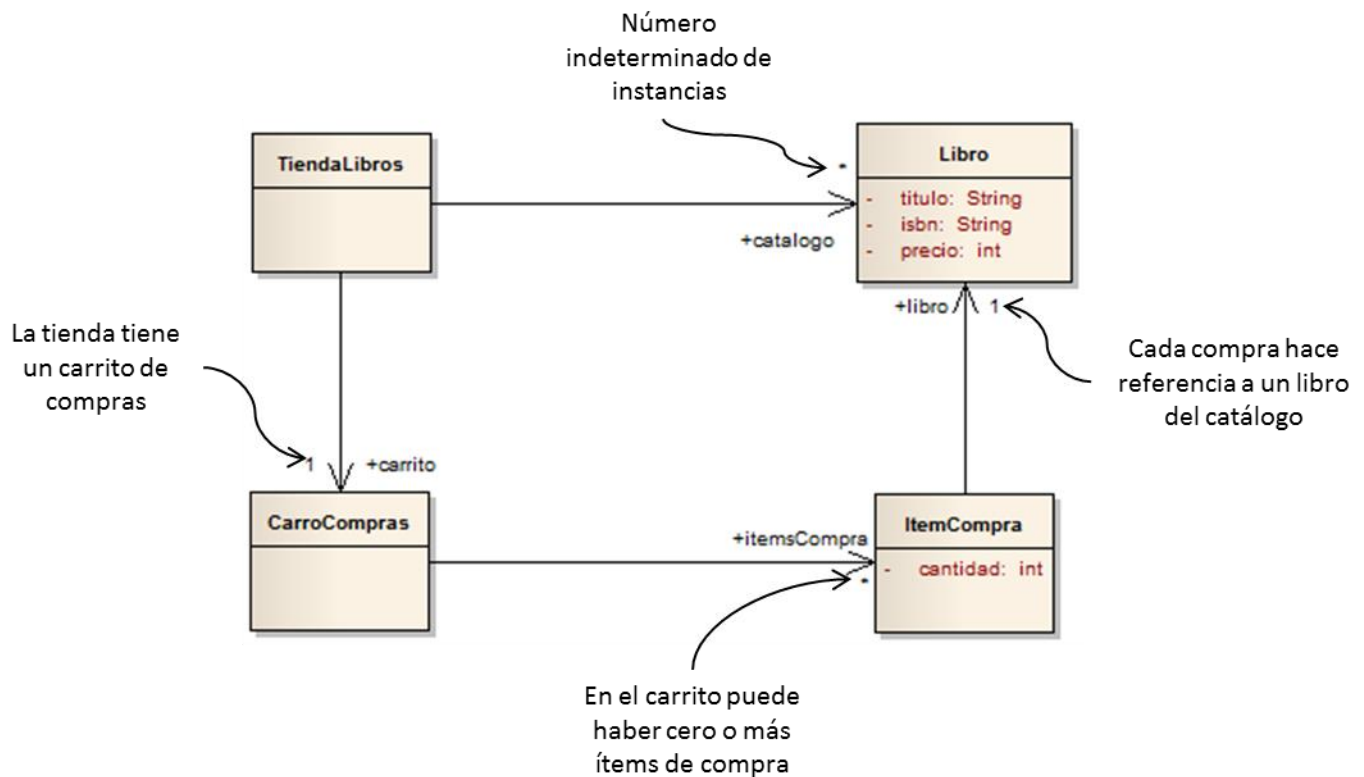 Número
indeterminado de
instancias
TiendaLibros
*
Libro
- titulo: String
- isbn: String
- precio: int
+catalogo
+libro
1
La tienda tiene
un carrito de
compras
Cada compra hace
referencia a un libro
del catálogo
1
+carrito
CarroCompras
+itemsCompra
*
ItemCompra
- cantidad: int
En el carrito puede
haber cero o más
ítems de compra